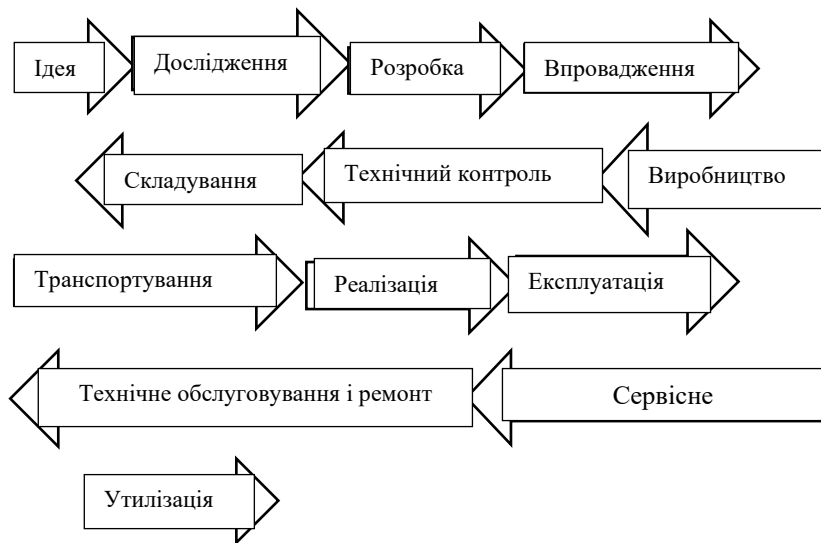 Ідея
Дослідження
Розробка
Впровадження
Складування
Технічний контроль
Виробництво
Транспортування
Реалізація
Експлуатація
Технічне обслуговування і ремонт
Сервісне
Утилізація